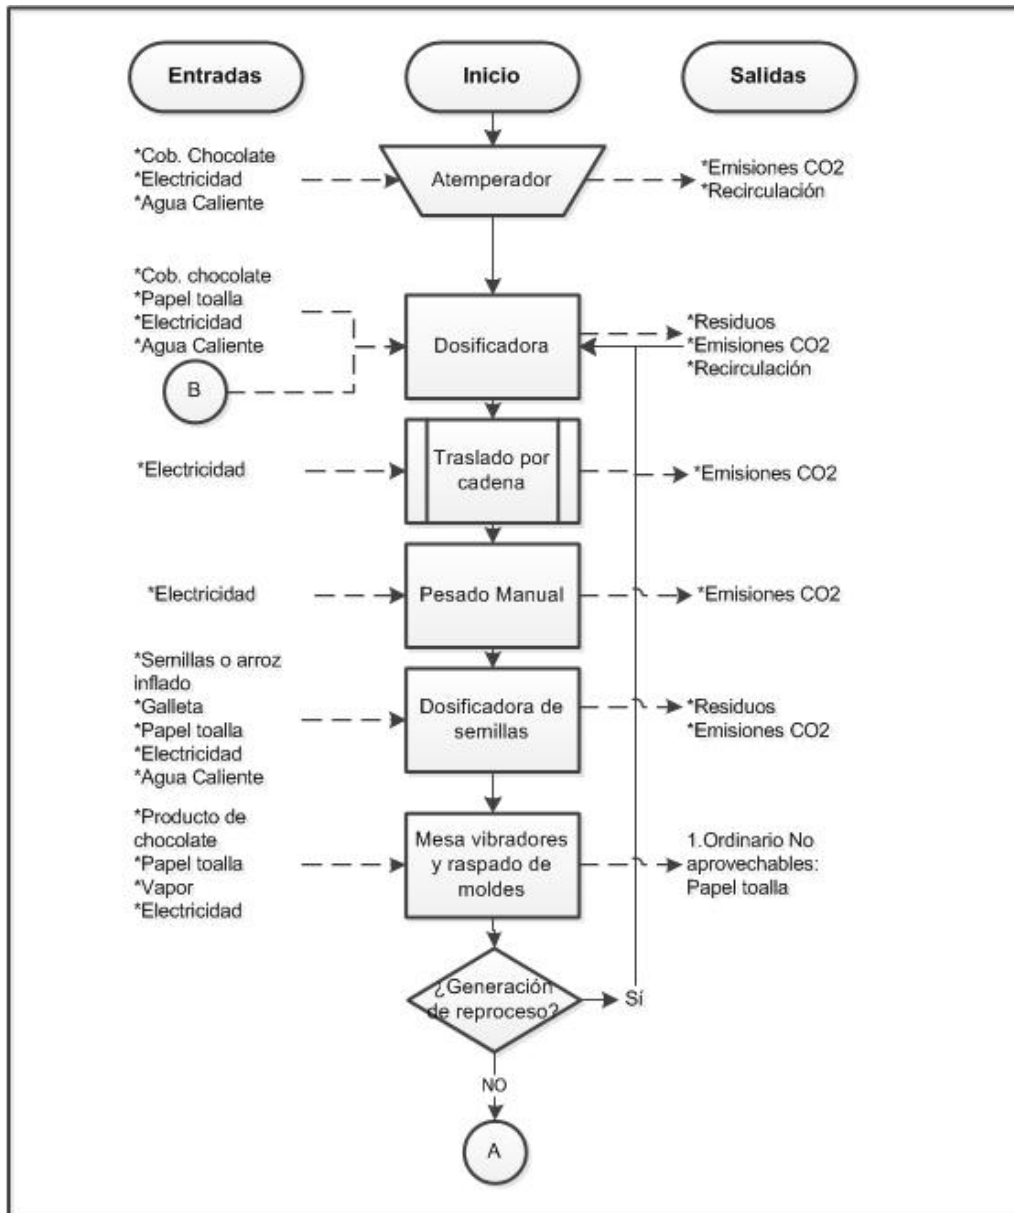 Entradas
Inicio
Salidas
*Cob. Chocolate
*Electricidad
*Agua Caliente
Atemperador
*Emisiones CO2
*Recirculación
*Cob. chocolate
*Papel toalla
*Electricidad
*Agua Caliente
B
Dosificadora
*Residuos
*Emisiones CO2
*Recirculación
*Electricidad
Traslado por
cadena
*Emisiones CO2
*Electricidad
Pesado Manual
*Emisiones CO2
*Semillas o arroz
inflado
*Galleta
*Papel toalla
*Electricidad
*Agua Caliente
Dosificadora de
semillas
*Residuos
*Emisiones CO2
*Producto de
chocolate
*Papel toalla
*Vapor
*Electricidad
Mesa vibradores
y raspado de
moldes
1.Ordinario No
aprovechables:
Papel toalla
¿Generación
de reproceso?
Sí
NO
A